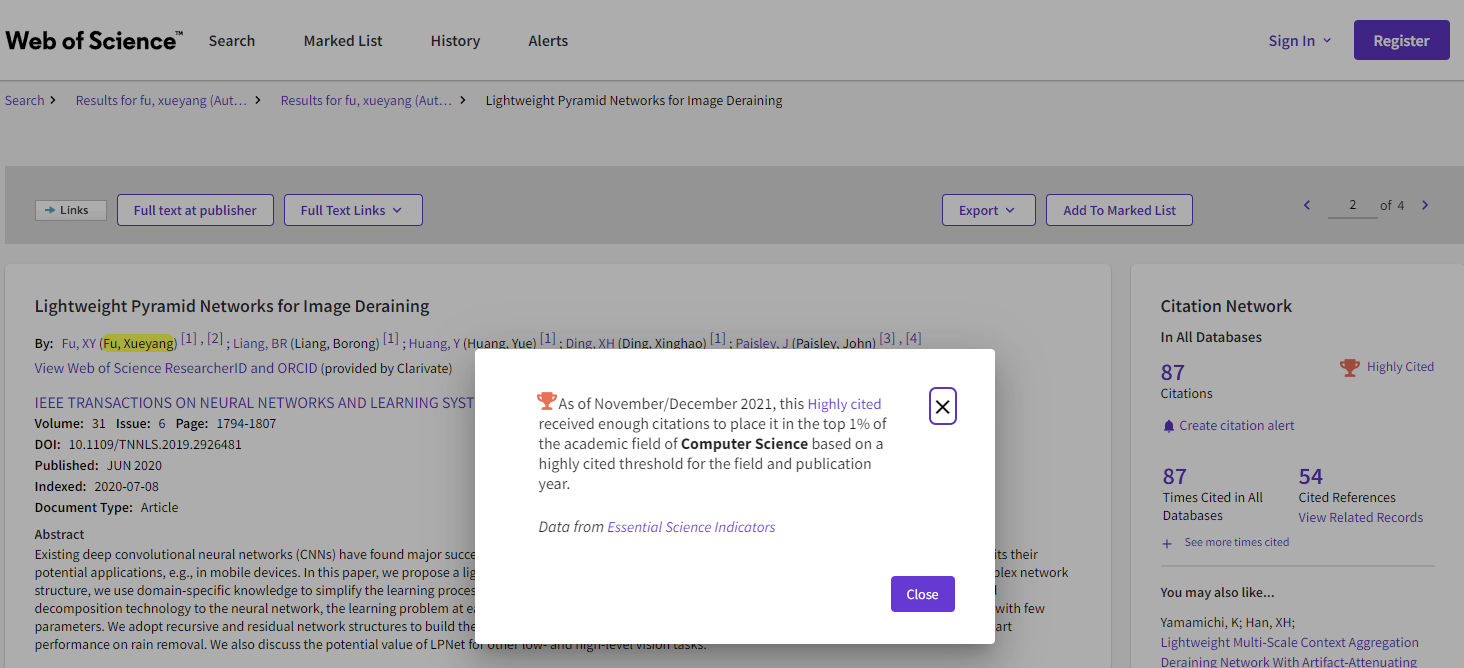 Web of Science™ Search Marked List History Alerts Sign In Register
Search Results for fu, xueyang (Aut... Results for fu, xueyang (Aut... Lightweight Pyramid Networks for Image Deraining
Links Full text at publisher Full Text Links Export Add To Marked List 2 of 4
Lightweight Pyramid Networks for Image Deraining
By: Fu, XY (Fu, Xueyang) [1] , [2] ; Liang, BR (Liang, Borong) [1] ; Huang, Y (Huang, Yue) [1] ; Ding, XH (Ding, Xinghao) [1] ; Paisley, J (Paisley, John) [3] , [4]
View Web of Science ResearcherID and ORCID (provided by Clarivate)
IEEE TRANSACTIONS ON NEURAL NETWORKS AND LEARNING SYST
Volume: 31 Issue: 6 Page: 1794-1807
DOI: 10.1109/TNNLS.2019.2926481
Published: JUN 2020
Indexed: 2020-07-08
Document Type: Article
Abstract
Existing deep convolutional neural networks (CNNs) have found major succe its their
potential applications, e.g., in mobile devices. In this paper, we propose a lig plex network
structure, we use domain-specific knowledge to simplify the learning proces
decomposition technology to the neural network, the learning problem at ea with few
parameters. We adopt recursive and residual network structures to build the art
performance on rain removal. We also discuss the potential value of LPNet for other low- and high-level vision tasks.
As of November/December 2021, this Highly cited
received enough citations to place it in the top 1% of
the academic field of Computer Science based on a
highly cited threshold for the field and publication
year.
Data from Essential Science Indicators
Close
Citation Network
In All Databases
87 Highly Cited
Citations
Create citation alert
87 54
Times Cited in All Cited References
Databases View Related Records
+ See more times cited
You may also like...
Yamamichi, K; Han, XH;
Lightweight Multi-Scale Context Aggregation
Deraining Network With Artifact-Attenuating